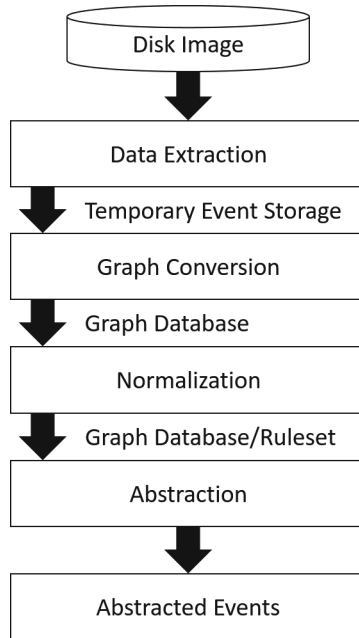 Disk Image
Data Extraction
Temporary Event Storage
Graph Conversion
Graph Database
Normalization
Graph Database/Ruleset
Abstraction
Abstracted Events